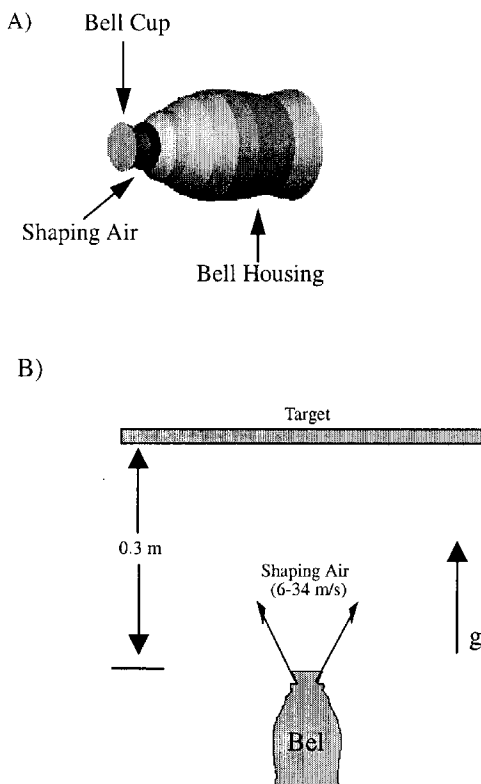 A)
Bell Cup
Shaping Air
Bell Housing
B)
Target
0.3 m
Shaping Air
(6-34 m/s)
g
Bel